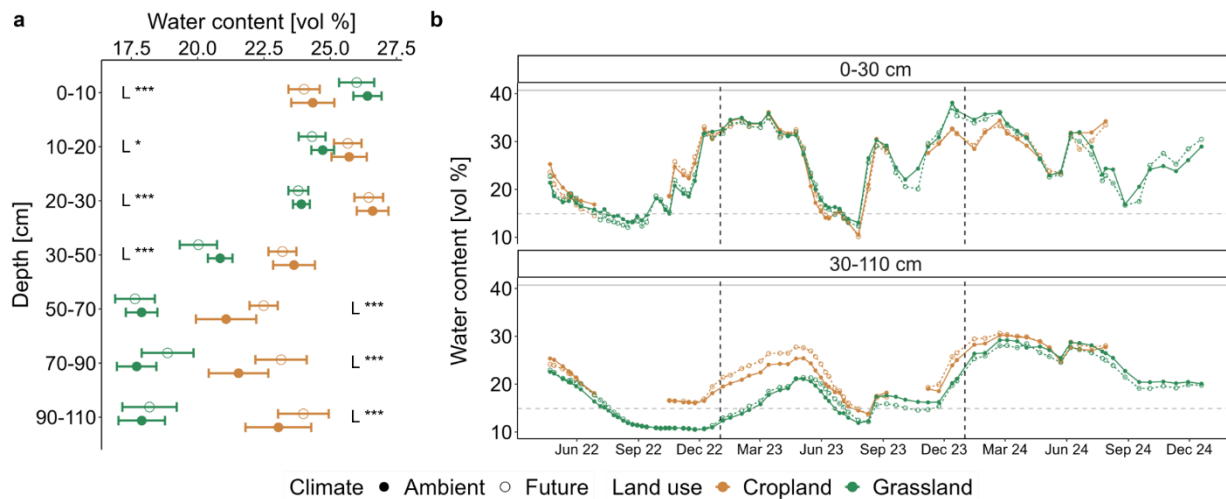 a
Water content [vol %]
17.5 20.0 22.5 25.0 27.5
Depth [cm]
0-10 L ***
10-20 L *
20-30 L ***
30-50 L ***
50-70 L ***
70-90 L ***
90-110 L ***
b
Water content [vol %]
0-30 cm
40
30
20
10
30-110 cm
40
30
20
10
Jun 22 Sep 22 Dec 22 Mar 23 Jun 23 Sep 23 Dec 23 Mar 24 Jun 24 Sep 24 Dec 24
Climate Ambient Future Land use Cropland Grassland